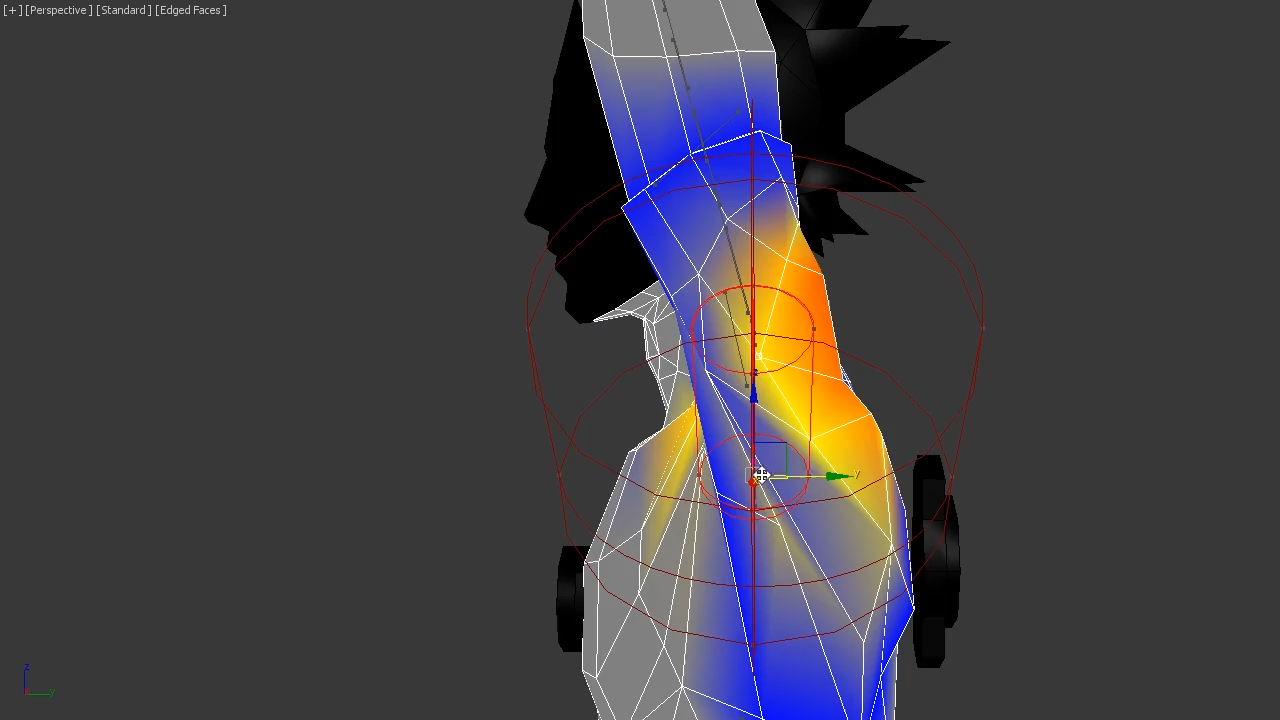 [+] [Perspective ] [Standard ] [Edged Faces ]
y
z
y